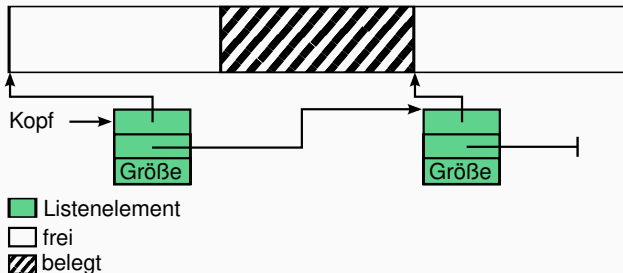 Kopf
Größe
Größe
Listenelement
frei
belegt